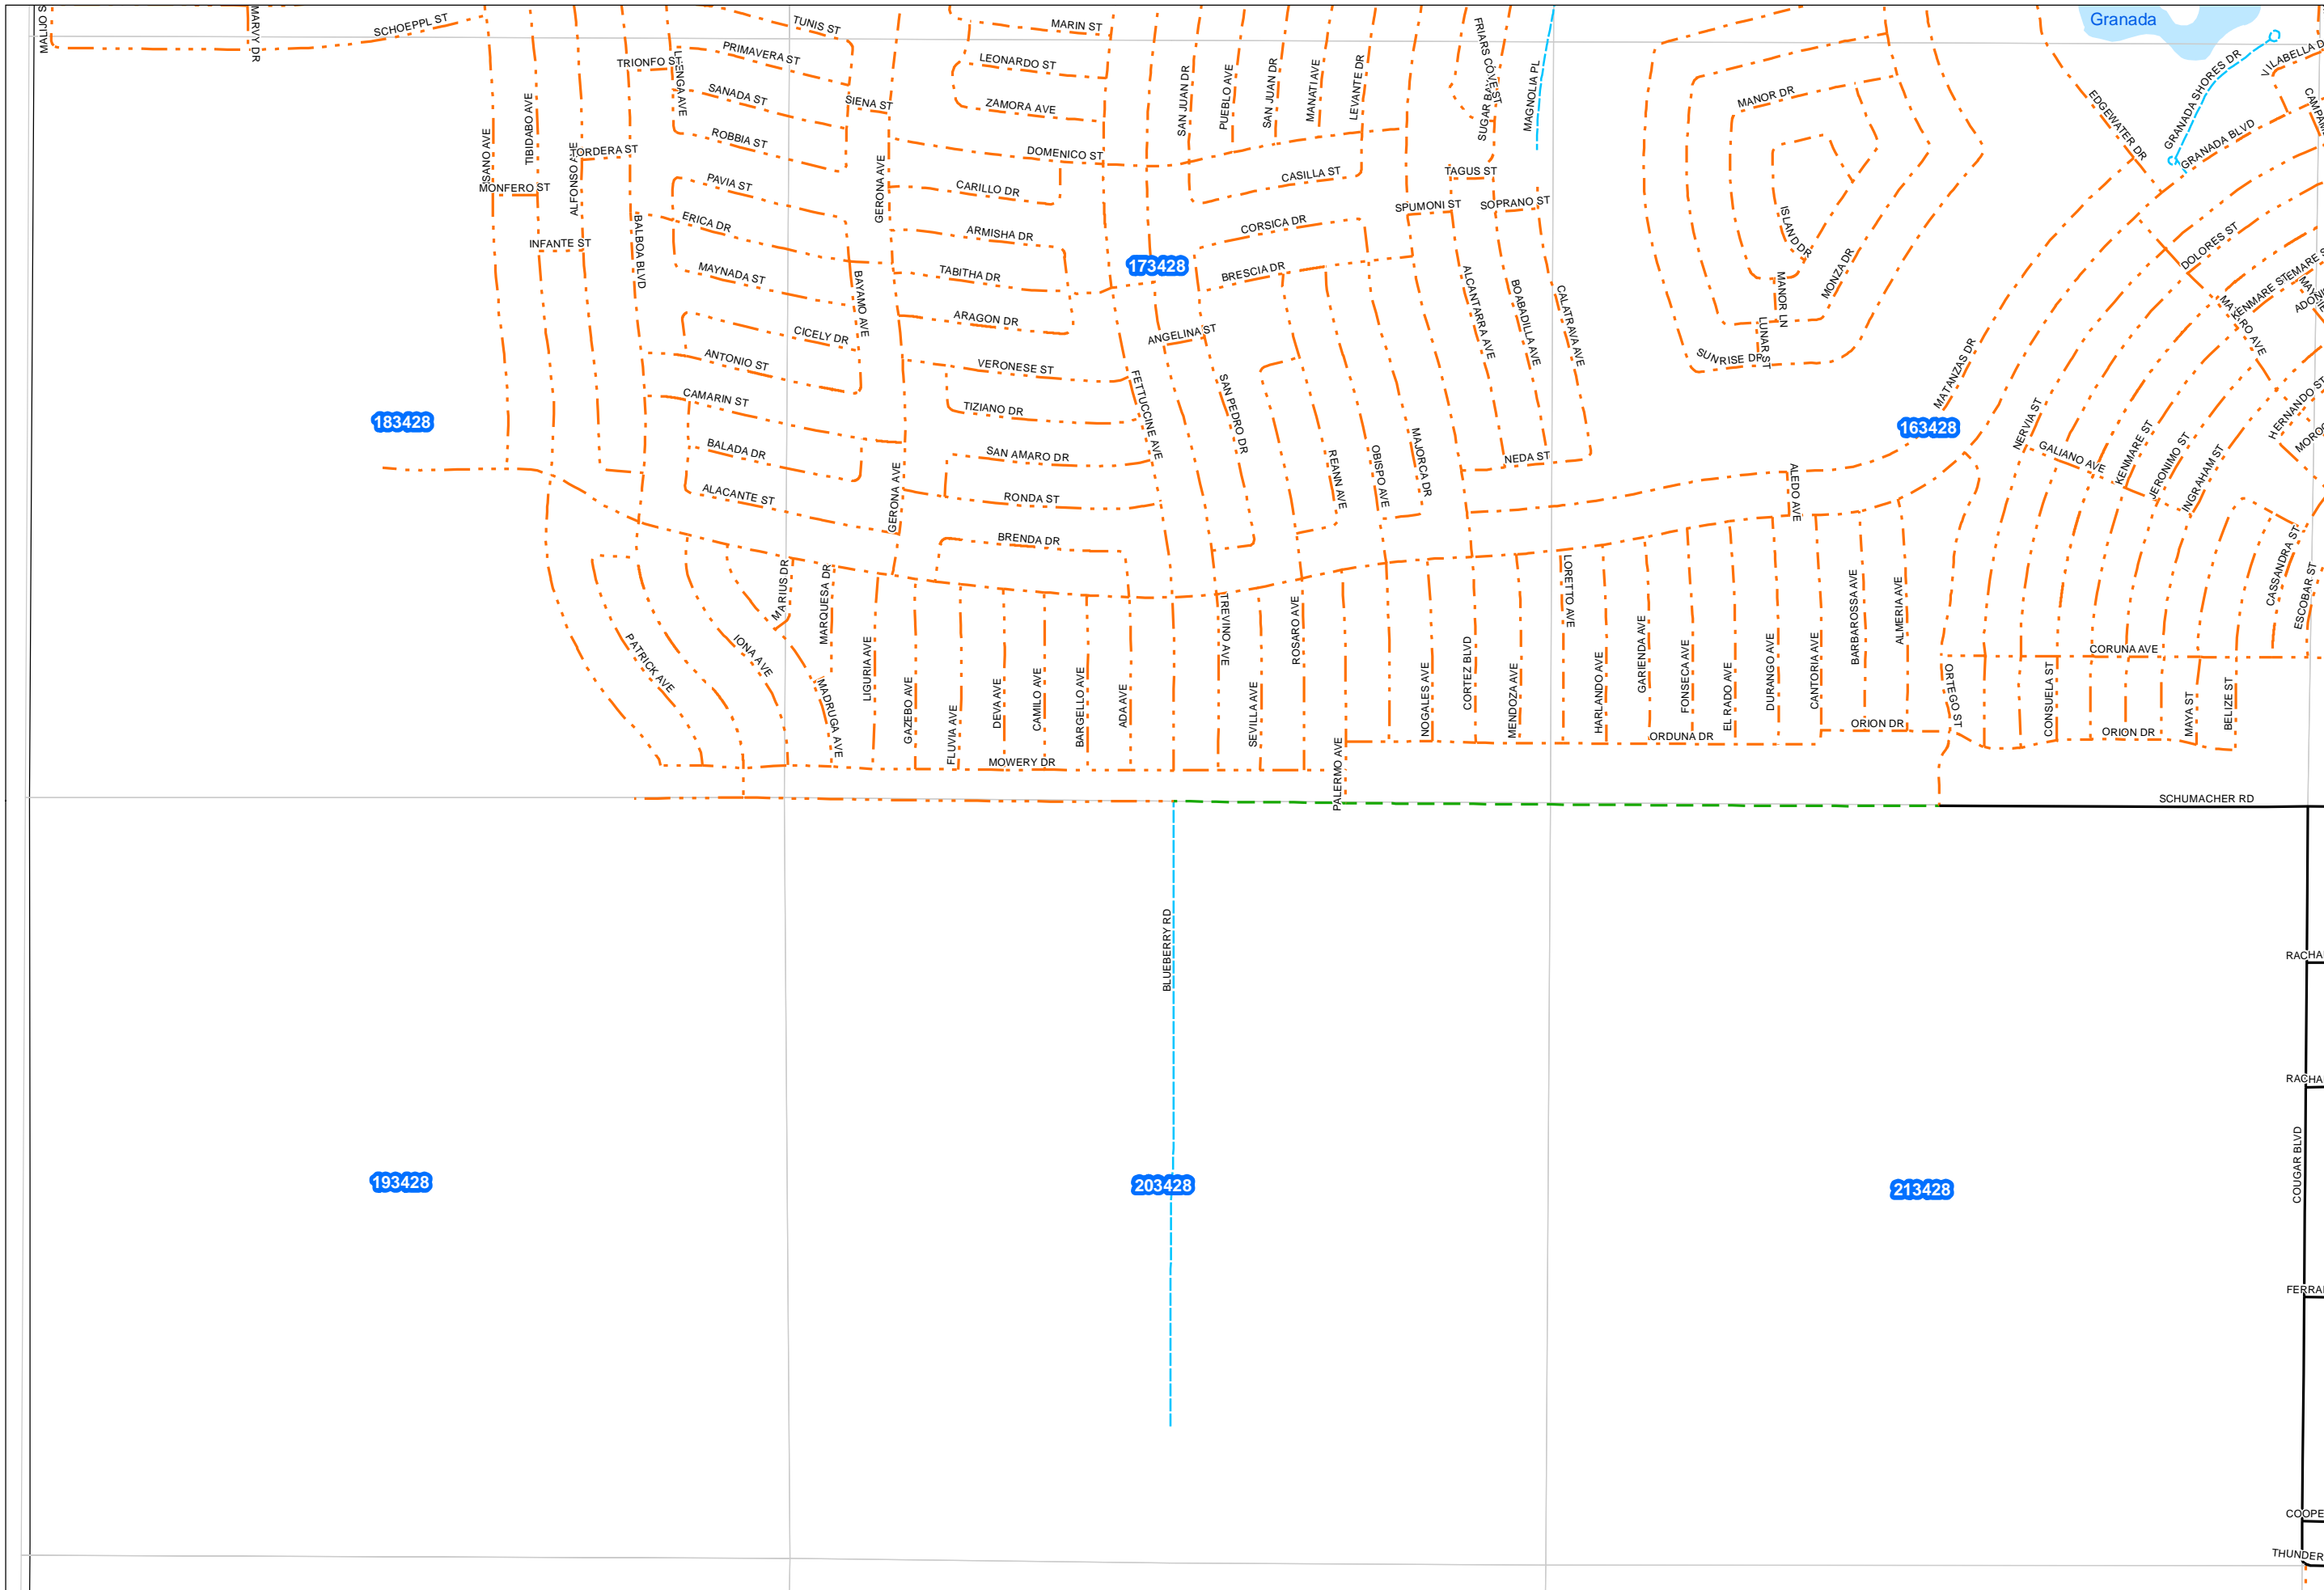 Granada
SCHOEPPL ST
MARVY DR
TUNIS ST
MARIN ST
PRIMAVERA ST
TRIONFO ST
LLENGA AVE
LEONARDO ST
SANADA ST
SIENA ST
ZAMORA AVE
SAN JUAN DR
PUEBLO AVE
SAN JUAN DR
MANATI AVE
LEVANTE DR
FRIARS COVE ST
MAGNOLIA PL
MANOR DR
EDGEWATER DR
GRANADA SHORES DR
GRANADA BLVD
TIBIDABO AVE
ALFONSO AVE
TORDERA ST
MONFERO ST
ROBBIA ST
GERONA AVE
DOMENICO ST
PAVIA ST
CARILLO DR
CASILLA ST
TAGUS ST
SPUMONI ST
SOPRANO ST
ISLAND DR
BALBOA BLVD
ERICA DR
ARMISHA DR
CORSICA DR
INFANTE ST
DOLORES ST
MAYNADA ST
TABITHA DR
173428
BRESCIA DR
BAYAMO AVE
ALCANTARRA AVE
BOABADILLA AVE
CALATRAVA AVE
MANOR LN
MONZA DR
KENMARE ST
CICELY DR
ARAGON DR
ANGELINA ST
LUNAR ST
SUNRISE DR
MATANZAS DR
ANTONIO ST
VERONESE ST
CAMARIN ST
TIZIANO DR
FETTUCCINE AVE
SAN PEDRO DR
183428
163428
NERVIA ST
HERNANDO ST
BALADA DR
SAN AMARO DR
REANN AVE
OBISPO AVE
MAJORCA DR
NEDA ST
ALEDO AVE
GALIANO AVE
KENMARE ST
JERONIMO ST
INGRAHAM ST
ALACANTE ST
GERONA AVE
RONDA ST
BRENDA DR
CASSANDRA ST
ESCOBAR ST
MARIUS DR
MARQUESA DR
LORETTO AVE
TREVINO AVE
ROSARO AVE
PATRICK AVE
IONA AVE
MADRUGA AVE
LIGURIA AVE
GAZEBO AVE
FLUVIA AVE
DEVA AVE
CAMILO AVE
BARGELLO AVE
ADA AVE
SEVILLA AVE
PALERMO AVE
NOGALES AVE
CORTEZ BLVD
MENDOZA AVE
HARLANDO AVE
GARIENDA AVE
FONSECA AVE
EL RADO AVE
DURANGO AVE
CANTORIA AVE
BARBAROSSA AVE
ALMERIA AVE
ORTEGO ST
CORUNA AVE
CONSUELA ST
MAYA ST
BELIZE ST
ORION DR
ORION DR
ORDUNA DR
MOWERY DR
SCHUMACHER RD
BLUEBERRY RD
COUGAR BLVD
193428
203428
213428